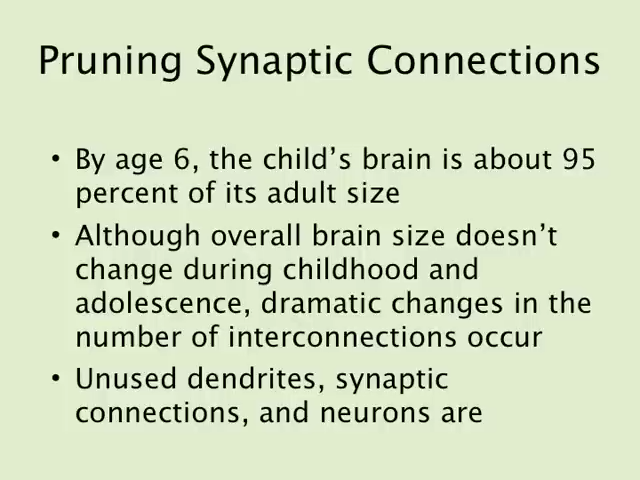 Pruning Synaptic Connections
• By age 6, the child’s brain is about 95
percent of its adult size
• Although overall brain size doesn’t
change during childhood and
adolescence, dramatic changes in the
number of interconnections occur
• Unused dendrites, synaptic
connections, and neurons are